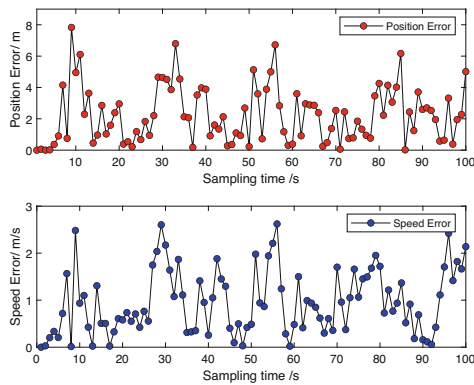 Position Error
Position Error/ m
8
6
4
2
0
10 20 30 40 50 60 70 80 90 100
Sampling time /s
Speed Error
Speed Error/ m/s
3
2
1
0
0 10 20 30 40 50 60 70 80 90 100
Sampling time /s